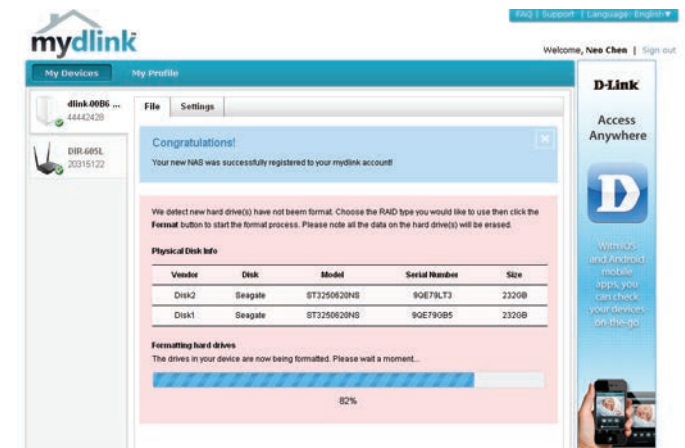 FAQ | Support | Language: English▼
mydlink
Welcome, Neo Chen | Sign out
My Devices My Profile
dlink-00B6 ...
44442428
DIR-605L
20315122
File Settings
Congratulations!
Your new NAS was successfully registered to your mydlink account!
We detect new hard drive(s) have not beem format. Choose the RAID type you would like to use then click the
Format button to start the format process. Please note all the data on the hard drive(s) will be erased.
Physical Disk Info
Vendor Disk Model Serial Number Size
Disk2 Seagate ST3250620NS 9QE79LT3 232GB
Disk1 Seagate ST3250620NS 9QE79GB5 232GB
Formatting hard drives
The drives in your device are now being formatted. Please wait a moment...
82%
D-Link
Access
Anywhere
D
With iOS
and Android
mobile
apps, you
can check
your devices
on-the-go